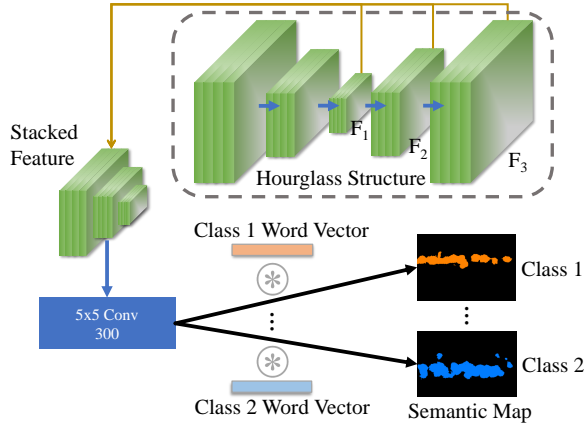 F1
F2
F3
Hourglass Structure
Stacked
Feature
Class 1 Word Vector
Class 1
5x5 Conv
300
Class 2
Class 2 Word Vector
Semantic Map